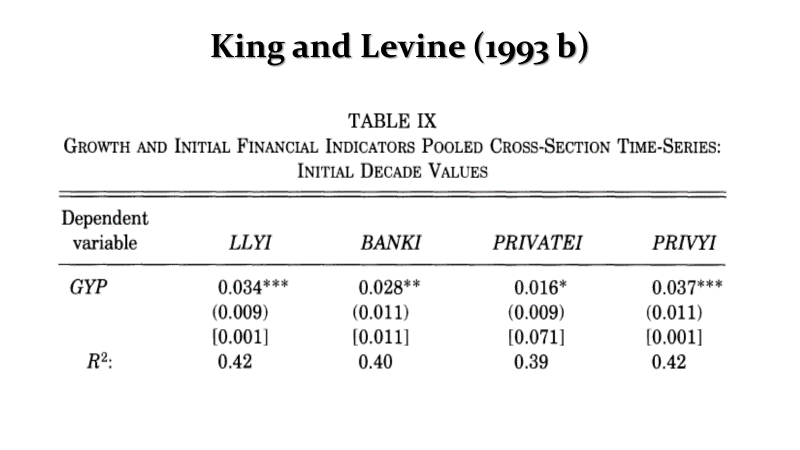 King and Levine (1993 b)
TABLE IX
GROWTH AND INITIAL FINANCIAL INDICATORS POOLED CROSS-SECTION TIME-SERIES:
INITIAL DECADE VALUES
Dependent
variable LLYI BANKI PRIVATEI PRIVYI
GYP 0.034*** 0.028** 0.016* 0.037***
(0.009) (0.011) (0.009) (0.011)
[0.001] [0.011] [0.071] [0.001]
R²: 0.42 0.40 0.39 0.42